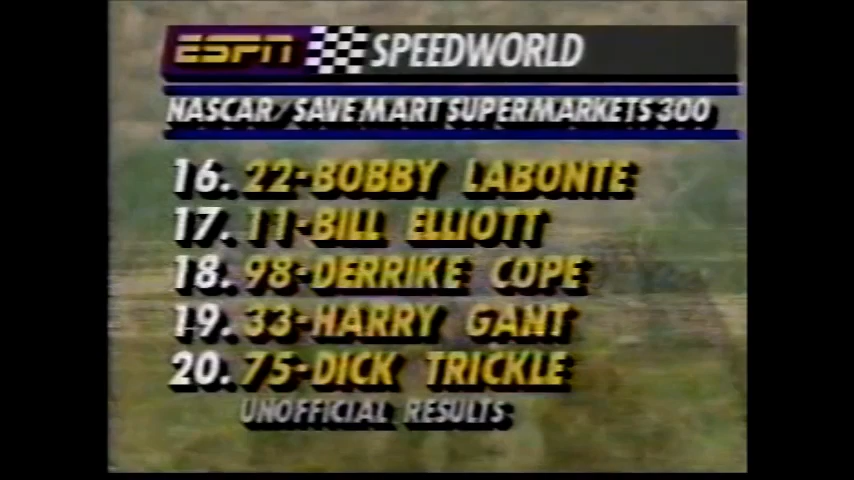 ESPN SPEEDWORLD
NASCAR/SAVE MART SUPERMARKETS 300
16. 22-BOBBY LABONTE
17. 11-BILL ELLIOTT
18. 98-DERRIKE COPE
19. 33-HARRY GANT
20. 75-DICK TRICKLE
UNOFFICIAL RESULTS